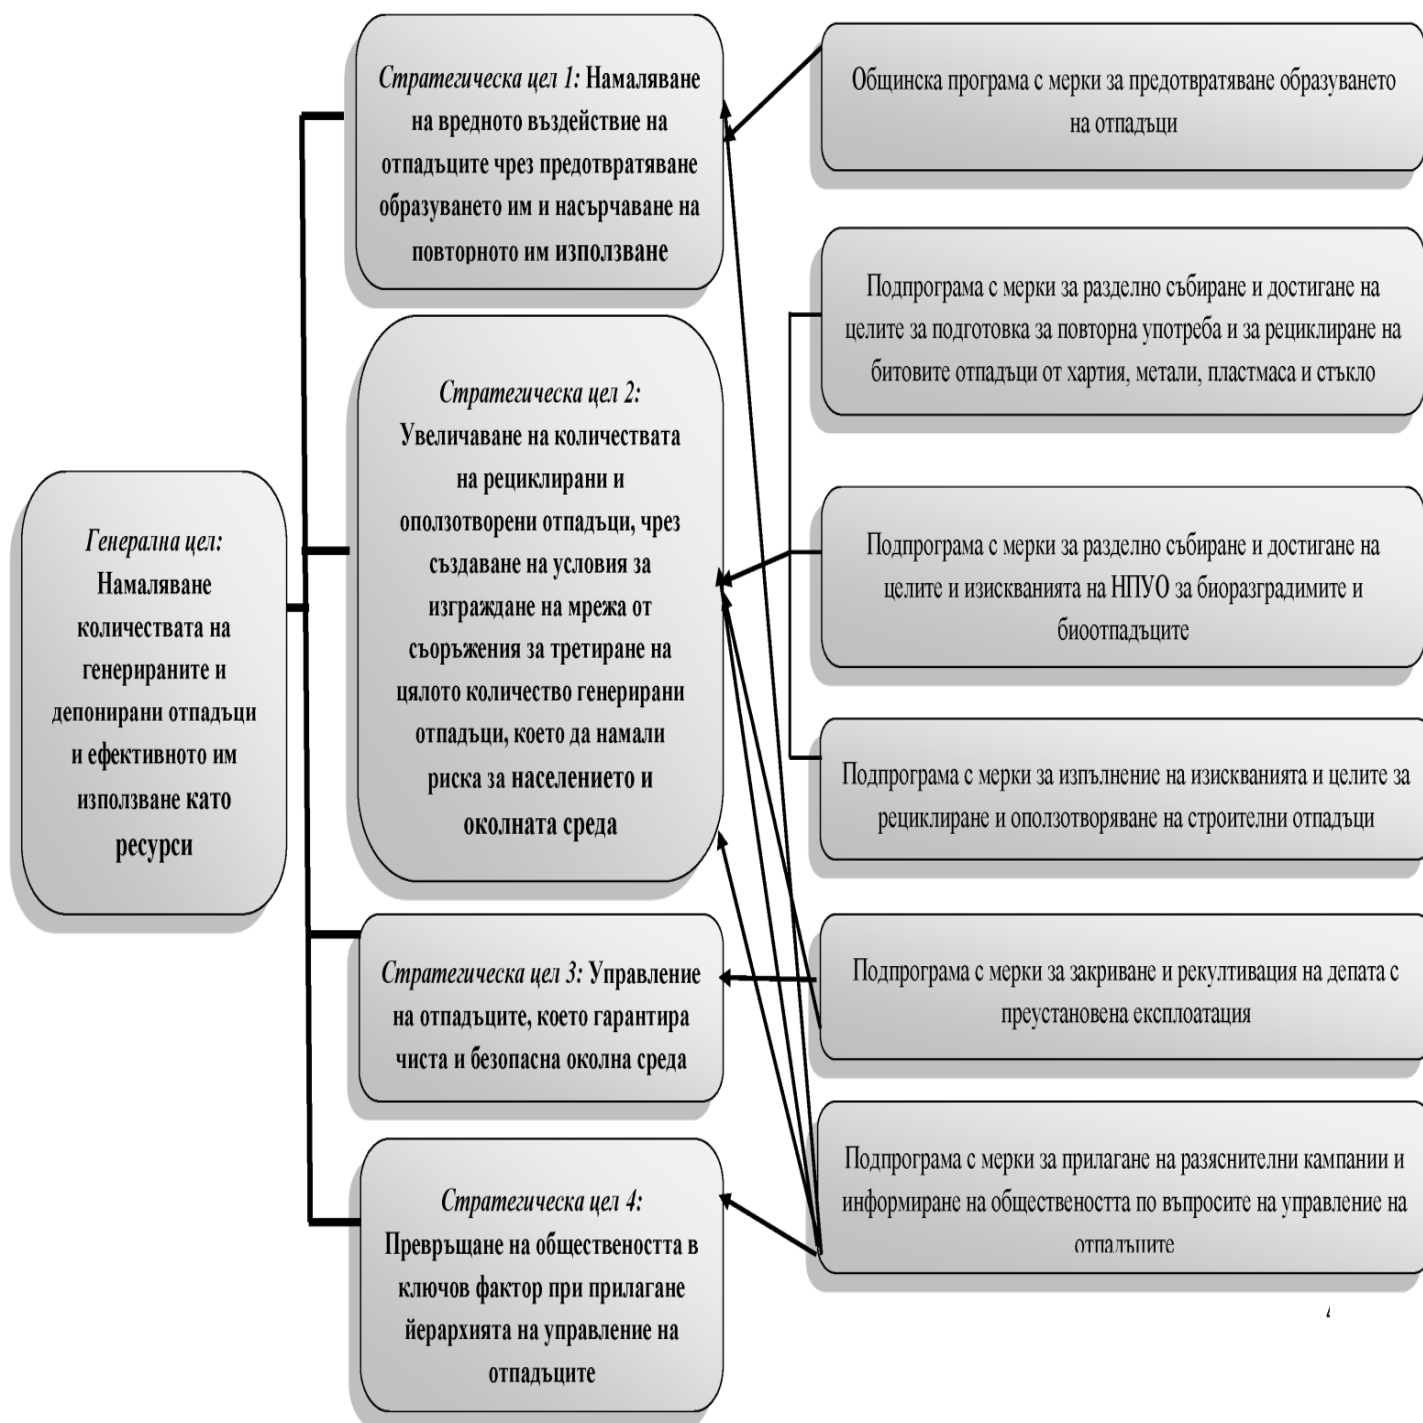 Генерална цел:
Намаляване
количествата на
генерираните и
депонирани отпадъци
и ефективното им
използване като
ресурси
Стратегическа цел 1: Намаляване
на вредното въздействие на
отпадъците чрез предотвратяване
образуването им и насърчаване на
повторното им използване
Стратегическа цел 2:
Увеличаване на количествата
на рециклирани и
оползотворени отпадъци, чрез
създаване на условия за
изграждане на мрежа от
съоръжения за третиране на
цялото количество генерирани
отпадъци, което да намали
риска за населението и
околната среда
Стратегическа цел 3: Управление
на отпадъците, което гарантира
чиста и безопасна околна среда
Стратегическа цел 4:
Превръщане на обществеността в
ключов фактор при прилагане
йерархията на управление на
отпадъците
Общинска програма с мерки за предотвратяване образуването
на отпадъци
Подпрограма с мерки за разделно събиране и достигане на
целите за подготовка за повторна употреба и за рециклиране на
битовите отпадъци от хартия, метали, пластмаса и стъкло
Подпрограма с мерки за разделно събиране и достигане на
целите и изискванията на НПУО за биоразградимите и
биоотпадъците
Подпрограма с мерки за изпълнение на изискванията и целите за
рециклиране и оползотворяване на строителни отпадъци
Подпрограма с мерки за закриване и рекултивация на депата с
преустановена експлоатация
Подпрограма с мерки за прилагане на разяснителни кампании и
информиране на обществеността по въпросите на управление на
отпадъците